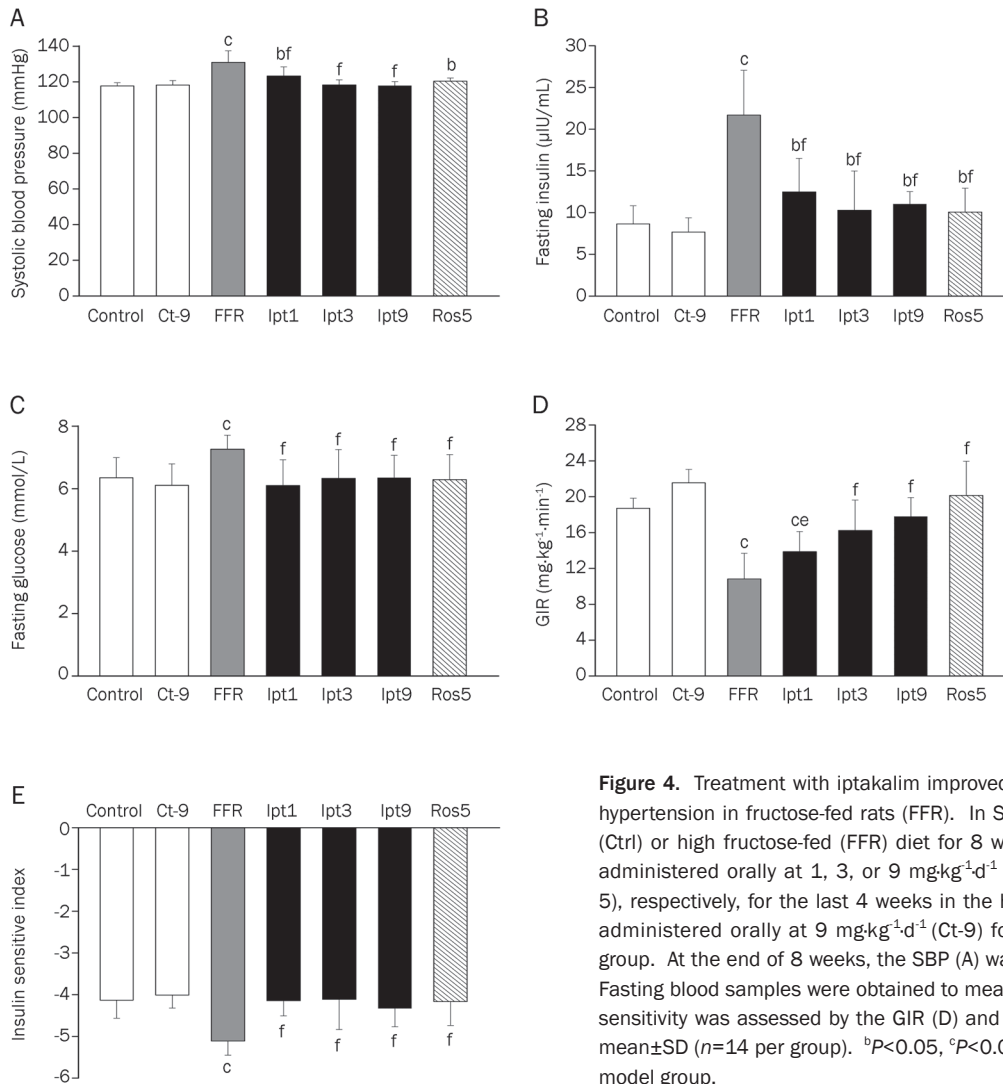 A
Systolic blood pressure (mmHg)
140
120
100
80
60
40
20
0
c
bf
f
f
b
Control Ct-9 FFR Ipt1 Ipt3 Ipt9 Ros5
B
Fasting insulin (µIU/mL)
30
25
20
15
10
5
0
c
bf
bf
bf
bf
Control Ct-9 FFR Ipt1 Ipt3 Ipt9 Ros5
C
Fasting glucose (mmol/L)
8
6
4
2
0
c
f
f
f
f
Control Ct-9 FFR Ipt1 Ipt3 Ipt9 Ros5
D
GIR (mg·kg⁻¹·min⁻¹)
28
24
20
16
12
8
4
0
c
ce
f
f
f
Control Ct-9 FFR Ipt1 Ipt3 Ipt9 Ros5
E
Control Ct-9 FFR Ipt1 Ipt3 Ipt9 Ros5
Insulin sensitive index
0
-1
-2
-3
-4
-5
-6
c
f
f
f
f
Figure 4. Treatment with iptakalim improved
hypertension in fructose-fed rats (FFR). In S
(Ctrl) or high fructose-fed (FFR) diet for 8 w
administered orally at 1, 3, or 9 mg·kg⁻¹·d⁻¹
5), respectively, for the last 4 weeks in the
administered orally at 9 mg·kg⁻¹·d⁻¹ (Ct-9) fo
group. At the end of 8 weeks, the SBP (A) wa
Fasting blood samples were obtained to mea
sensitivity was assessed by the GIR (D) and
mean±SD (n=14 per group). ᵇP<0.05, ᶜP<0.0
model group.